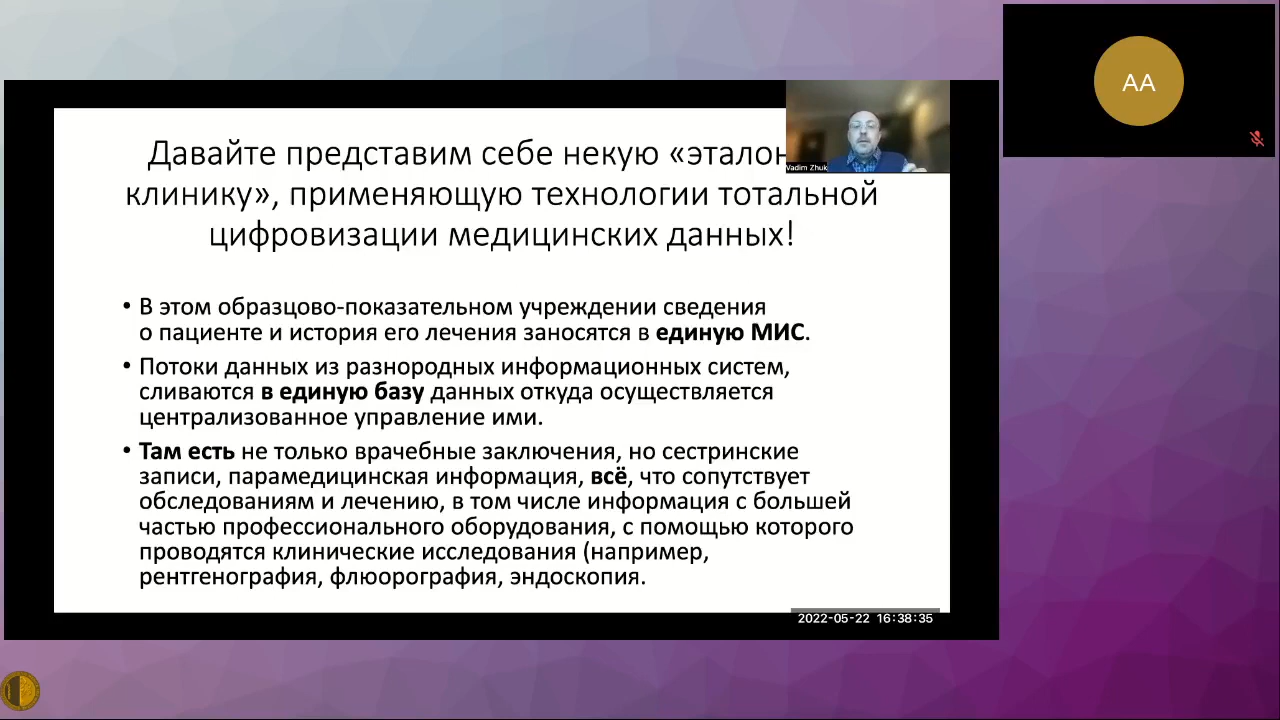 Давайте представим себе некую «эталон
клинику», применяющую технологии тотальной
цифровизации медицинских данных!
Vadim Zhuk
AA
• В этом образцово-показательном учреждении сведения
о пациенте и история его лечения заносятся в единую МИС.
• Потоки данных из разнородных информационных систем,
сливаются в единую базу данных откуда осуществляется
централизованное управление ими.
• Там есть не только врачебные заключения, но сестринские
записи, парамедицинская информация, всё, что сопутствует
обследованиям и лечению, в том числе информация с большей
частью профессионального оборудования, с помощью которого
проводятся клинические исследования (например,
рентгенография, флюорография, эндоскопия.
2022-05-22 16:38:35